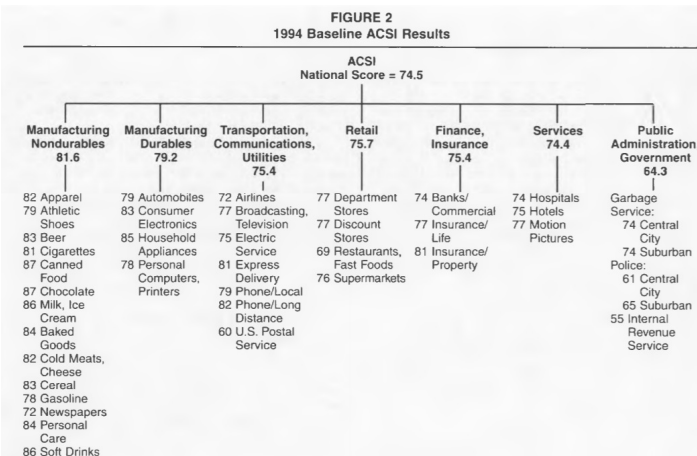 FIGURE 2
1994 Baseline ACSI Results
ACSI
National Score = 74.5
Manufacturing
Nondurables
81.6
82 Apparel
79 Athletic
Shoes
83 Beer
81 Cigarettes
87 Canned
Food
87 Chocolate
86 Milk, Ice
Cream
84 Baked
Goods
82 Cold Meats,
Cheese
83 Cereal
78 Gasoline
72 Newspapers
84 Personal
Care
86 Soft Drinks
Manufacturing
Durables
79.2
79 Automobiles
83 Consumer
Electronics
85 Household
Appliances
78 Personal
Computers,
Printers
Transportation,
Communications,
Utilities
75.4
72 Airlines
77 Broadcasting,
Television
75 Electric
Service
81 Express
Delivery
79 Phone/Local
82 Phone/Long
Distance
60 U.S. Postal
Service
Retail
75.7
77 Department
Stores
77 Discount
Stores
69 Restaurants,
Fast Foods
76 Supermarkets
Finance,
Insurance
75.4
74 Banks/
Commercial
77 Insurance/
Life
81 Insurance/
Property
Services
74.4
74 Hospitals
75 Hotels
77 Motion
Pictures
Public
Administration
Government
64.3
Garbage
Service:
74 Central
City
74 Suburban
Police:
61 Central
City
65 Suburban
55 Internal
Revenue
Service